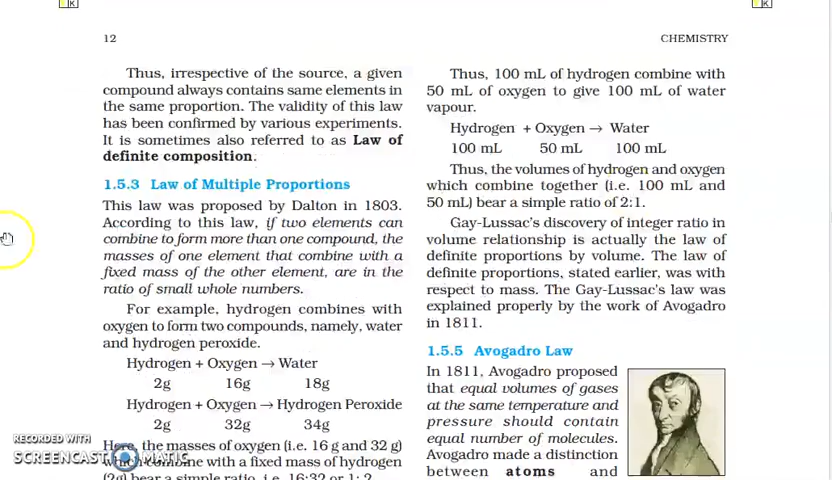 K
K
12
CHEMISTRY
Thus, irrespective of the source, a given
compound always contains same elements in
the same proportion. The validity of this law
has been confirmed by various experiments.
It is sometimes also referred to as Law of
definite composition.
1.5.3 Law of Multiple Proportions
This law was proposed by Dalton in 1803.
According to this law, if two elements can
combine to form more than one compound, the
masses of one element that combine with a
fixed mass of the other element, are in the
ratio of small whole numbers.
For example, hydrogen combines with
oxygen to form two compounds, namely, water
and hydrogen peroxide.
Hydrogen + Oxygen → Water
2g 16g 18g
Hydrogen + Oxygen → Hydrogen Peroxide
2g 32g 34g
Here, the masses of oxygen (i.e. 16 g and 32 g)
which combine with a fixed mass of hydrogen
(2g) bear a simple ratio, i.e. 16:32 or 1: 2.
Thus, 100 mL of hydrogen combine with
50 mL of oxygen to give 100 mL of water
vapour.
Hydrogen + Oxygen → Water
100 mL 50 mL 100 mL
Thus, the volumes of hydrogen and oxygen
which combine together (i.e. 100 mL and
50 mL) bear a simple ratio of 2:1.
Gay-Lussac's discovery of integer ratio in
volume relationship is actually the law of
definite proportions by volume. The law of
definite proportions, stated earlier, was with
respect to mass. The Gay-Lussac's law was
explained properly by the work of Avogadro
in 1811.
1.5.5 Avogadro Law
In 1811, Avogadro proposed
that equal volumes of gases
at the same temperature and
pressure should contain
equal number of molecules.
Avogadro made a distinction
between atoms and
RECORDED WITH
SCREENCAST MATIC